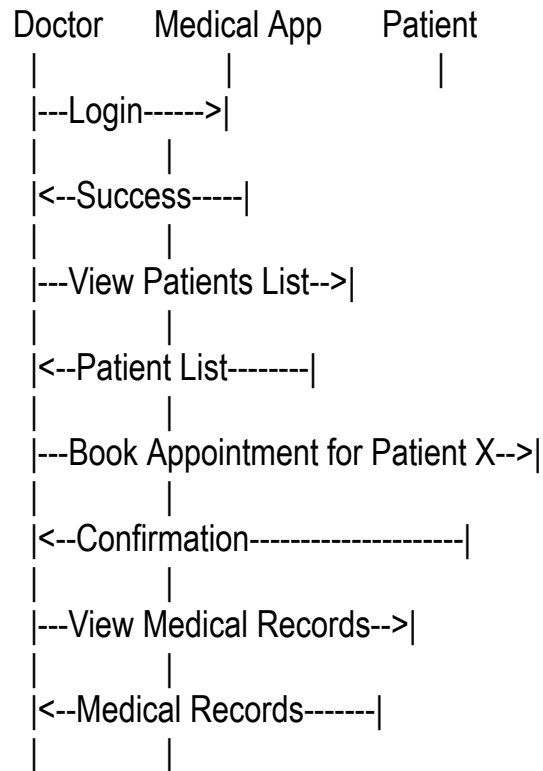 Doctor Medical App Patient
| | |
|---Login------>|
| |
|<--Success-----|
| |
|---View Patients List-->|
| |
|<--Patient List--------|
| |
|---Book Appointment for Patient X-->|
| |
|<--Confirmation---------------------|
| |
|---View Medical Records-->|
| |
|<--Medical Records-------|
| |